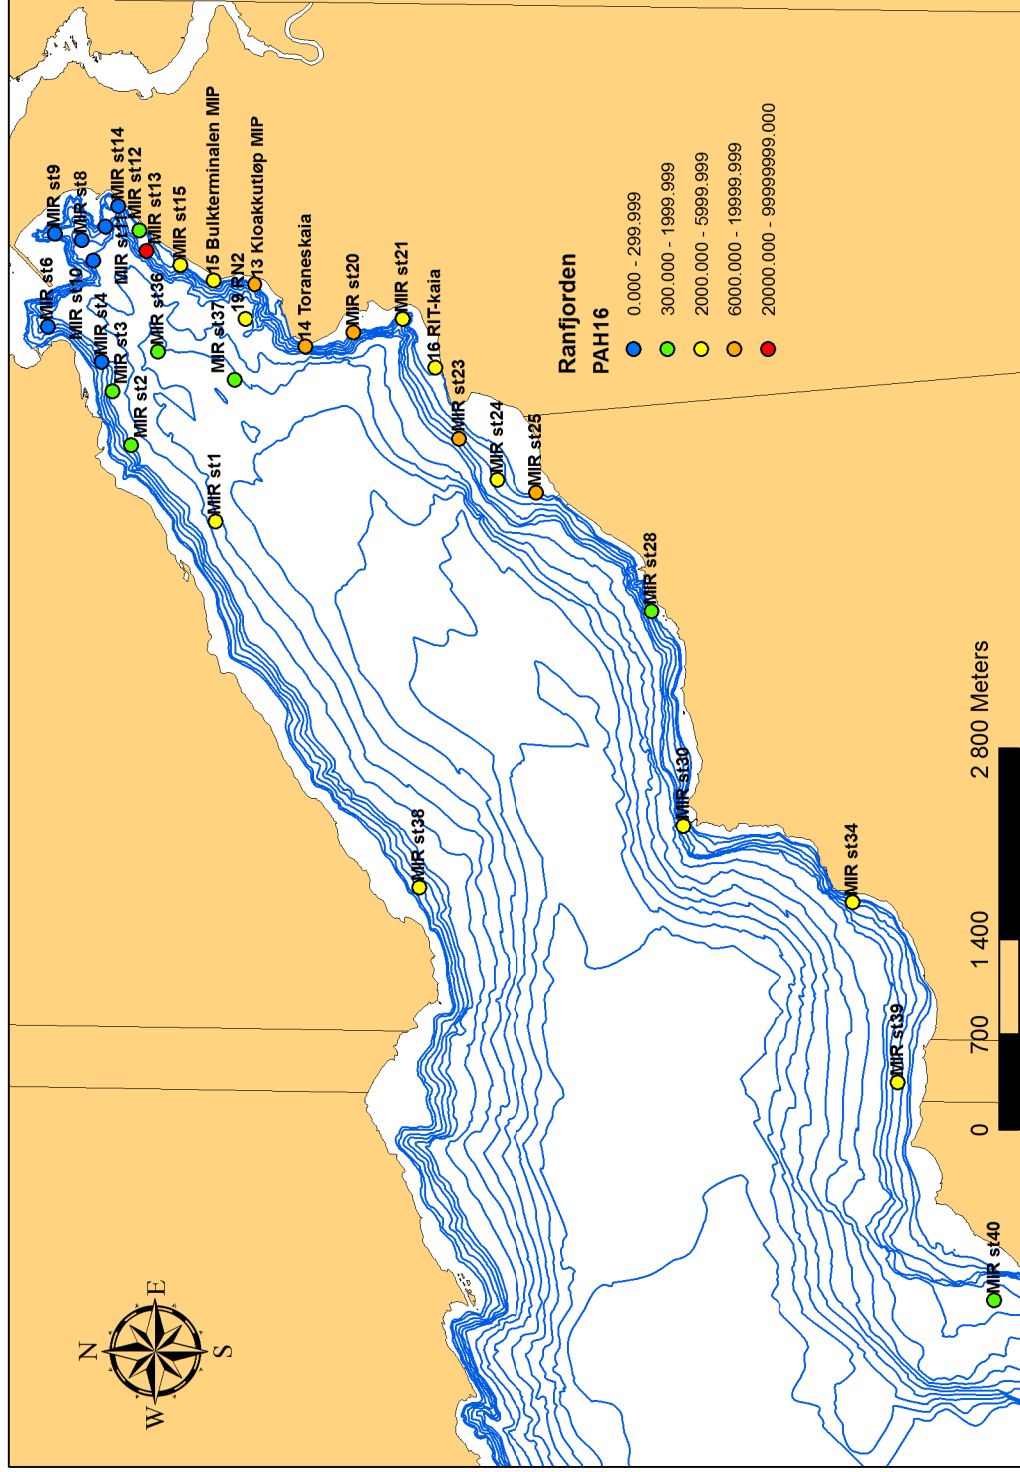 MIR st9
MIR st8
MIR st14
MIR st12
MIR st11
MIR st13
MIR st6
MIR st10
MIR st4
MIR st3
MIR st2
MIR st36
MIR st15
15 Bulkterminalen MIP
MIR st37
19 RN2
13 Kloakkutløp MIP
14 Toraneskaia
MIR st20
MIR st21
16 RIT-kaia
MIR st23
MIR st24
MIR st25
MIR st1
MIR st28
MIR st38
MIR st30
MIR st34
MIR st39
MIR st40
Ranfjorden
PAH16
0.000 - 299.999
300.000 - 1999.999
2000.000 - 5999.999
6000.000 - 19999.999
20000.000 - 99999999.000
N
E
S
W
0 700 1 400 2 800 Meters